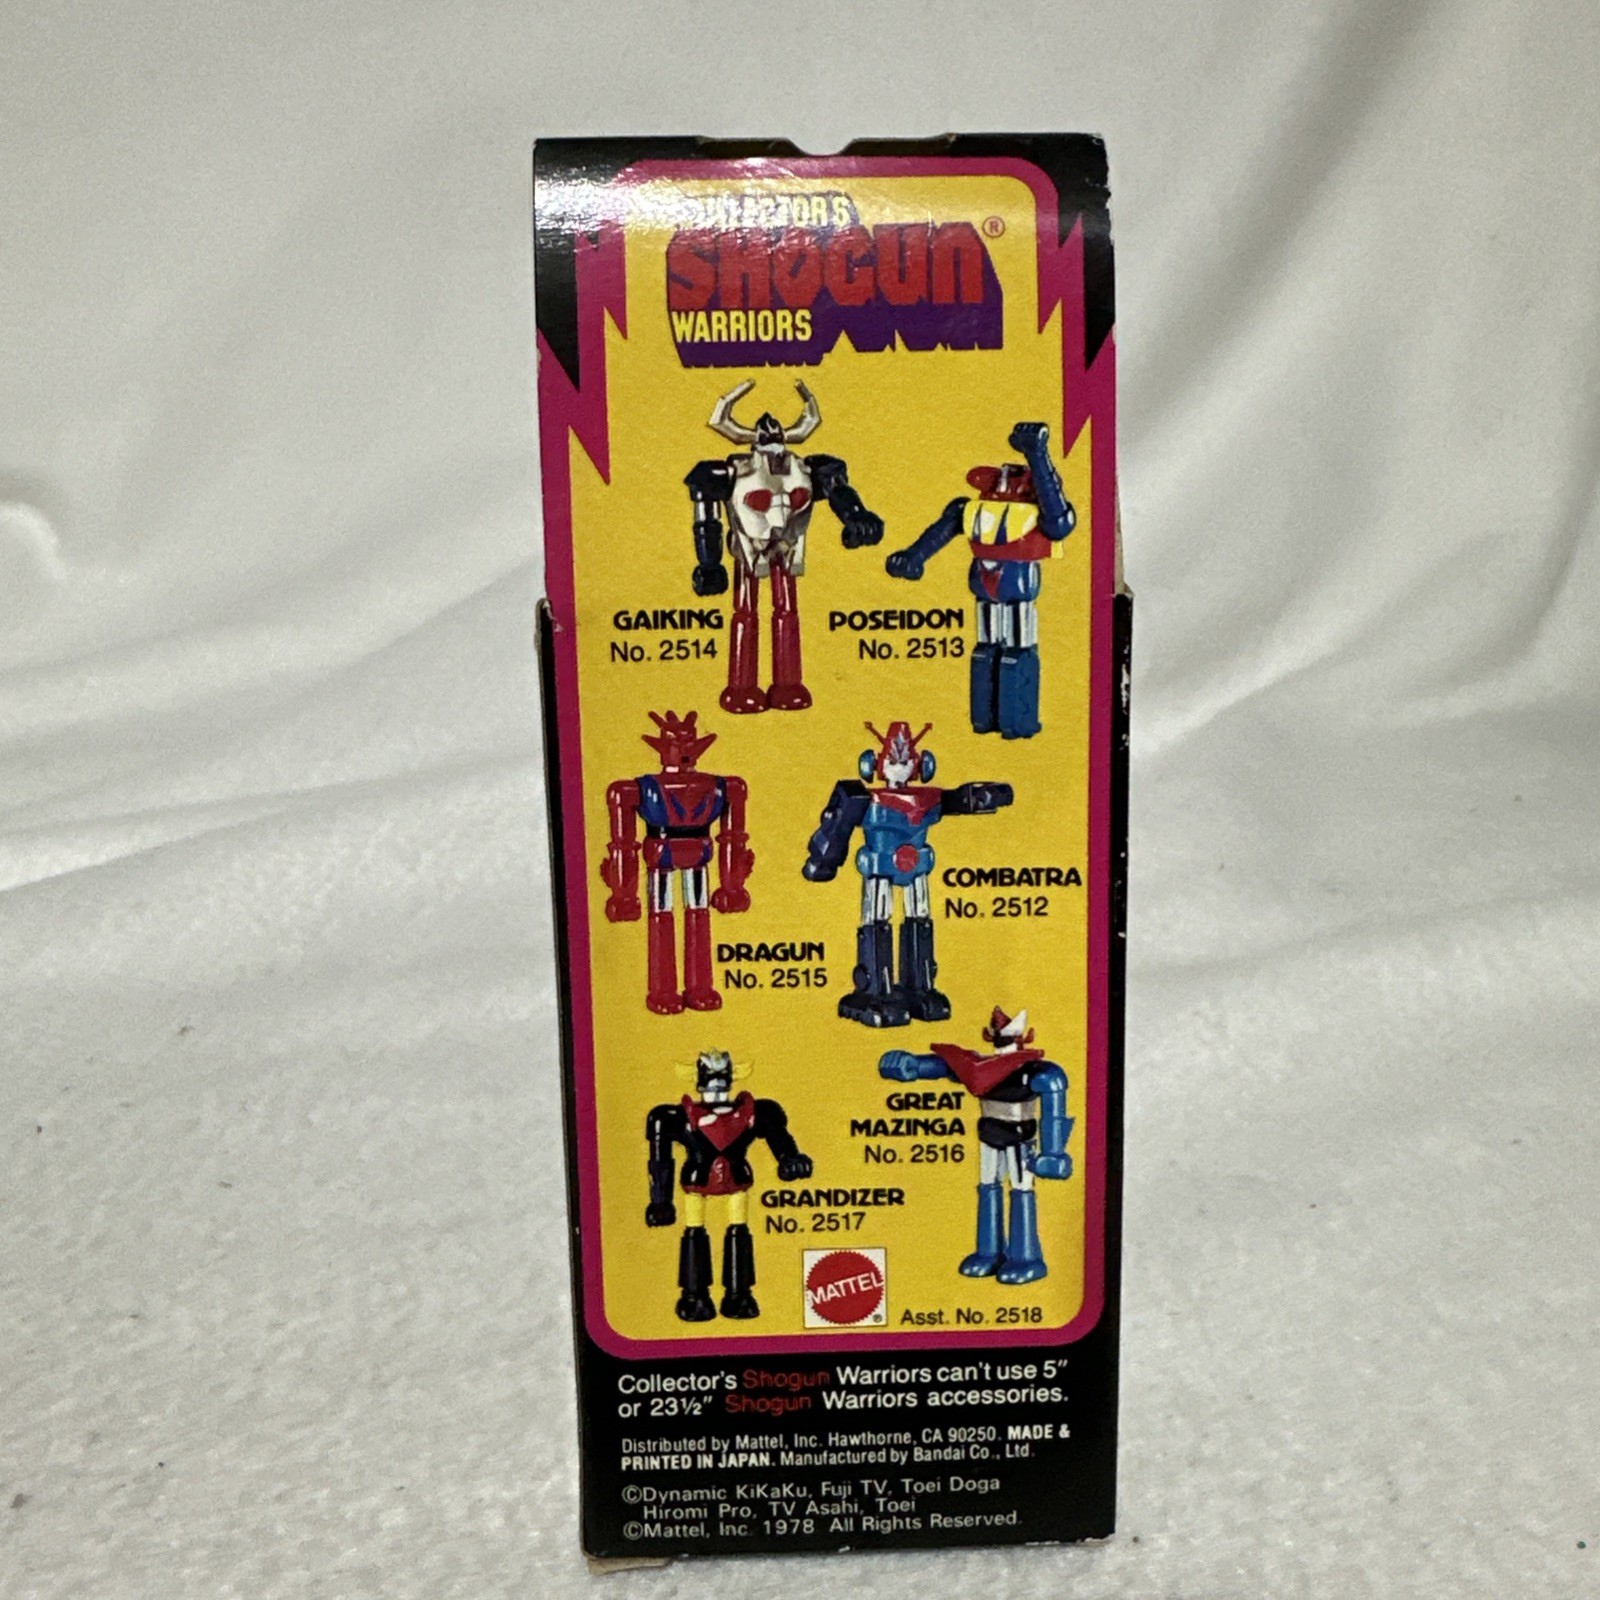 COLLECTOR'S
SHOGUN®
WARRIORS
GAIKING
No. 2514
POSEIDON
No. 2513
DRAGUN
No. 2515
COMBATRA
No. 2512
GREAT
MAZINGA
No. 2516
GRANDIZER
No. 2517
MATTEL®
Asst. No. 2518
Collector's Shogun Warriors can't use 5"
or 23½" Shogun Warriors accessories.
Distributed by Mattel, Inc. Hawthorne, CA 90250. MADE &
PRINTED IN JAPAN. Manufactured by Bandai Co., Ltd.
©Dynamic KiKaKu, Fuji TV, Toei Doga
Hiromi Pro, TV Asahi, Toei
©Mattel, Inc. 1978 All Rights Reserved.